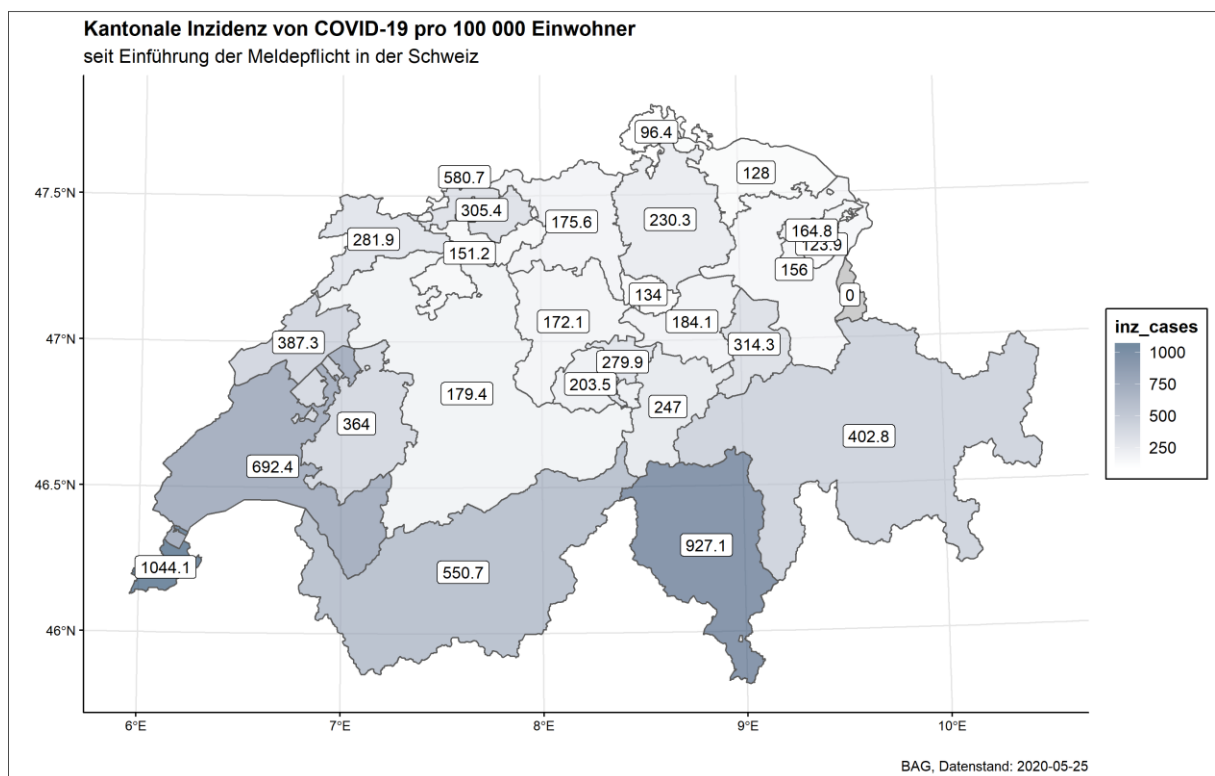 Kantonale Inzidenz von COVID-19 pro 100 000 Einwohner
seit Einführung der Meldepflicht in der Schweiz
96.4
128
580.7
47.5°N
305.4
175.6
230.3
164.8
123.9
281.9
151.2
156
134
0
172.1
184.1
47°N
387.3
314.3
279.9
203.5
179.4
247
364
402.8
692.4
46.5°N
927.1
1044.1
550.7
46°N
6°E
7°E
8°E
9°E
10°E
inz_cases
1000
750
500
250
BAG, Datenstand: 2020-05-25